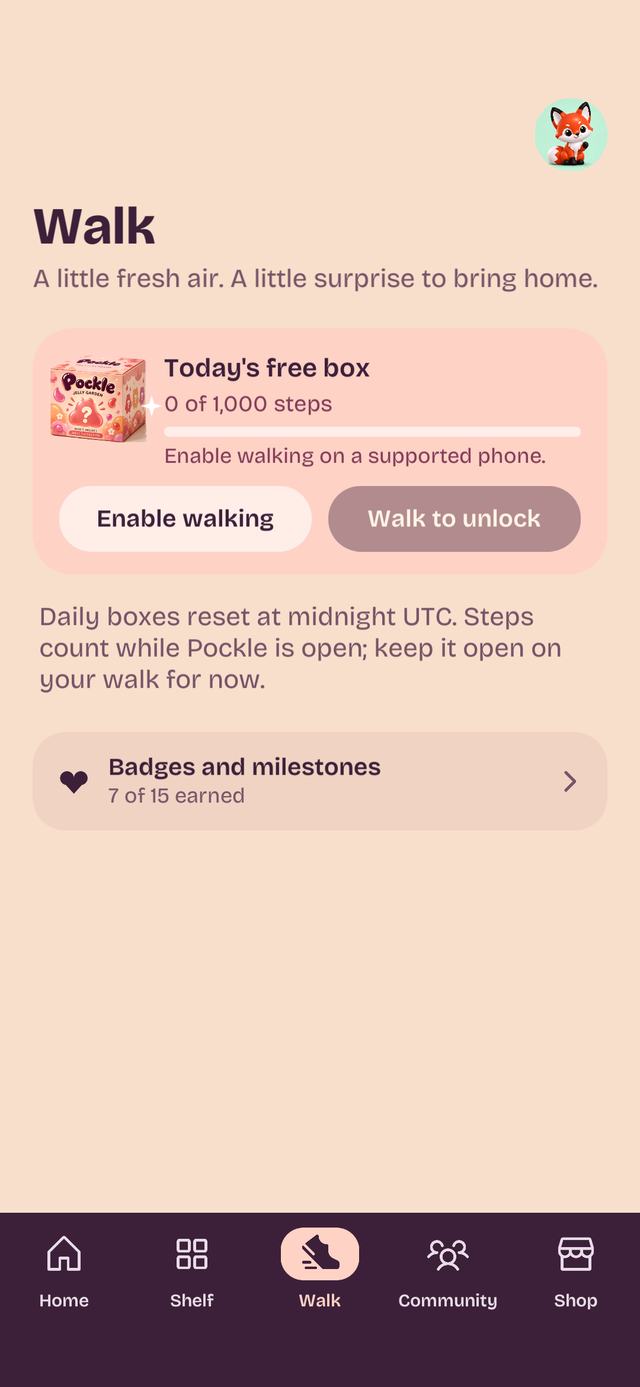 Walk
A little fresh air. A little surprise to bring home.
Pockle
Pockle
JELLY GARDEN
?
Today's free box
0 of 1,000 steps
Enable walking on a supported phone.
Enable walking
Walk to unlock
Daily boxes reset at midnight UTC. Steps
count while Pockle is open; keep it open on
your walk for now.
Badges and milestones
7 of 15 earned
Home
Shelf
Walk
Community
Shop